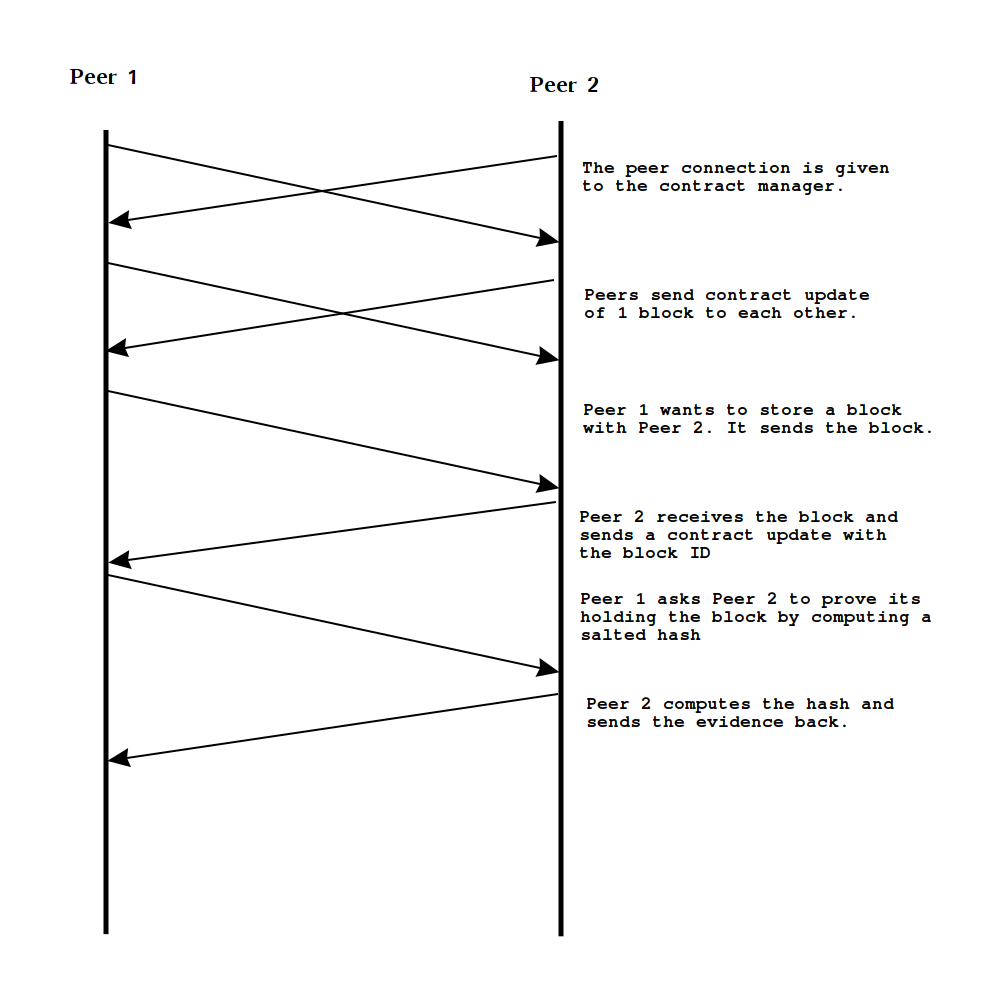 Peer 1
Peer 2
The peer connection is given
to the contract manager.
Peers send contract update
of 1 block to each other.
Peer 1 wants to store a block
with Peer 2. It sends the block.
Peer 2 receives the block and
sends a contract update with
the block ID
Peer 1 asks Peer 2 to prove its
holding the block by computing a
salted hash
Peer 2 computes the hash and
sends the evidence back.